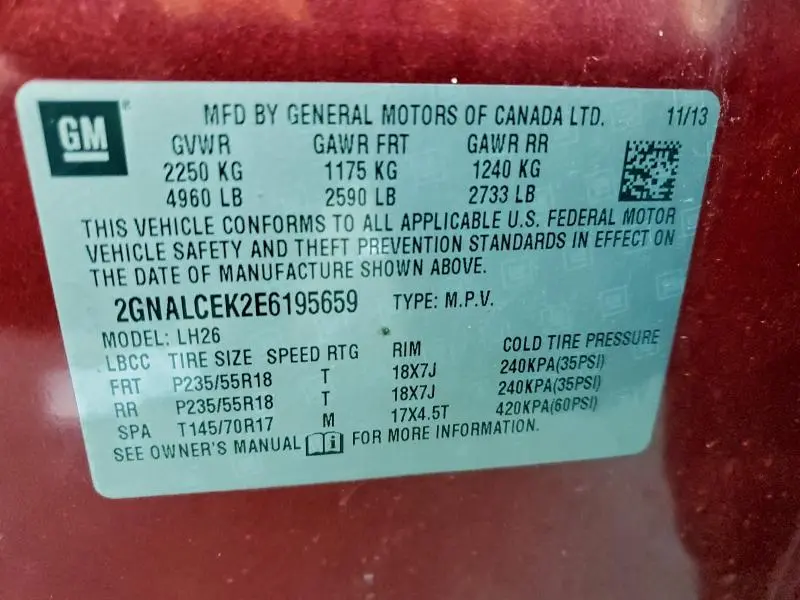 GM® MFD BY GENERAL MOTORS OF CANADA LTD. 11/13
GVWR GAWR FRT GAWR RR
2250 KG 1175 KG 1240 KG
4960 LB 2590 LB 2733 LB
THIS VEHICLE CONFORMS TO ALL APPLICABLE U.S. FEDERAL MOTOR
VEHICLE SAFETY AND THEFT PREVENTION STANDARDS IN EFFECT ON
THE DATE OF MANUFACTURE SHOWN ABOVE.
2GNALCEK2E6195659 TYPE: M.P.V.
MODEL: LH26
LBCC TIRE SIZE SPEED RTG RIM COLD TIRE PRESSURE
FRT P235/55R18 T 18X7J 240KPA(35PSI)
RR P235/55R18 T 18X7J 240KPA(35PSI)
SPA T145/70R17 M 17X4.5T 420KPA(60PSI)
SEE OWNER'S MANUAL i FOR MORE INFORMATION.